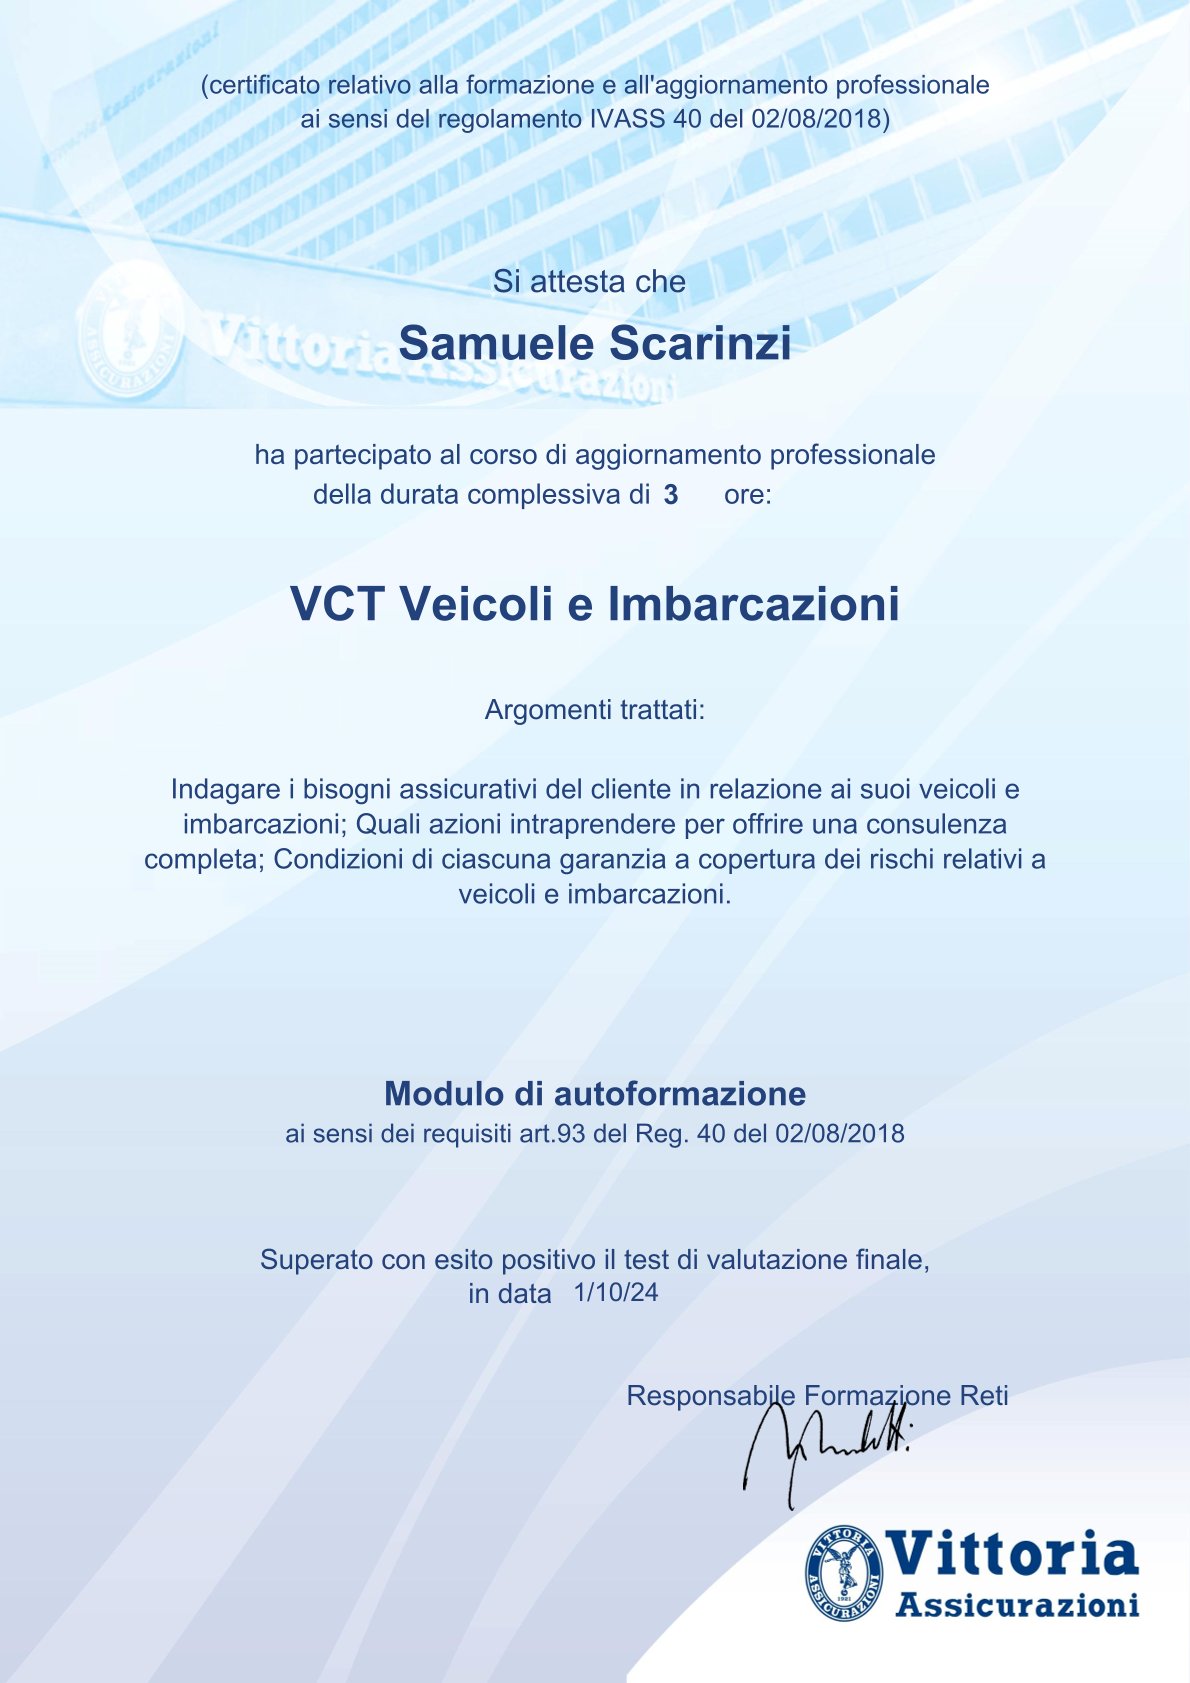 (certificato relativo alla formazione e all'aggiornamento professionale
ai sensi del regolamento IVASS 40 del 02/08/2018)
Si attesta che
Samuele Scarinzi
Vittoria Assicurazioni
VITTORIA ASSICURAZIONI
ha partecipato al corso di aggiornamento professionale
della durata complessiva di 3 ore:
VCT Veicoli e Imbarcazioni
Argomenti trattati:
Indagare i bisogni assicurativi del cliente in relazione ai suoi veicoli e
imbarcazioni; Quali azioni intraprendere per offrire una consulenza
completa; Condizioni di ciascuna garanzia a copertura dei rischi relativi a
veicoli e imbarcazioni.
Modulo di autoformazione
ai sensi dei requisiti art.93 del Reg. 40 del 02/08/2018
Superato con esito positivo il test di valutazione finale,
in data 1/10/24
Responsabile Formazione Reti
VITTORIA ASSICURAZIONI 1921
Vittoria
Assicurazioni